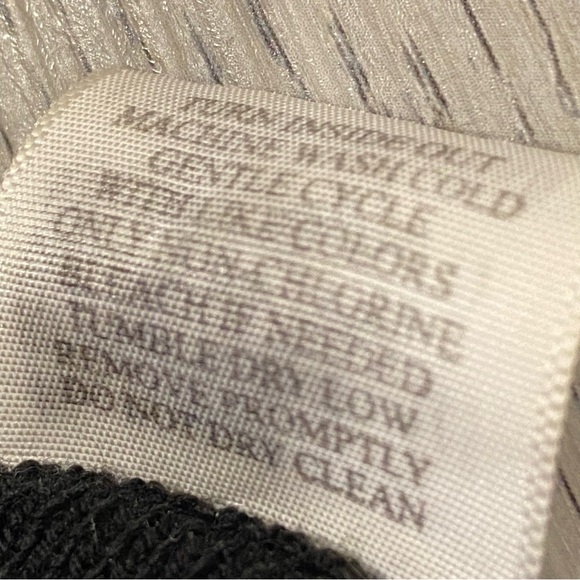 TURN INSIDE OUT
MACHINE WASH COLD
GENTLE CYCLE
WITH LIKE COLORS
ONLY NON-CHLORINE
BLEACH IF NEEDED
TUMBLE DRY LOW
REMOVE PROMPTLY
DO NOT DRY CLEAN